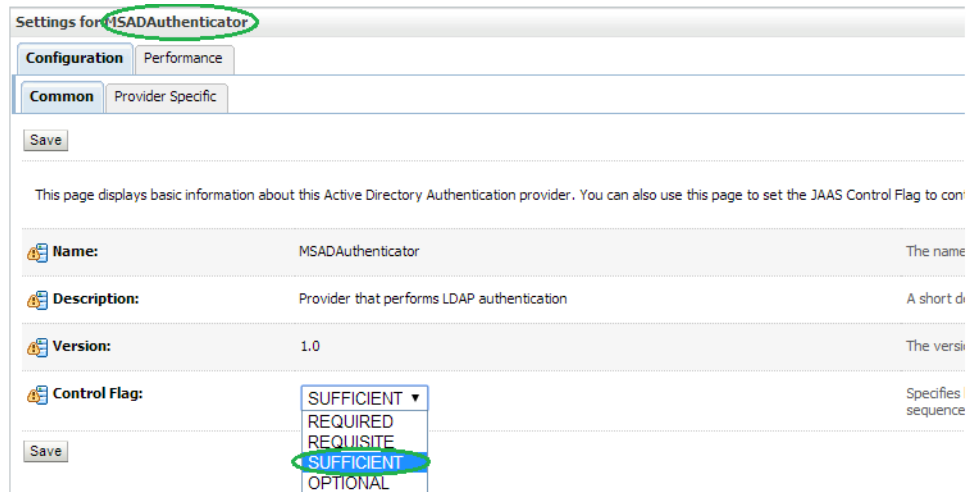 Settings for MSADAuthenticator
Configuration Performance
Common Provider Specific
Save
This page displays basic information about this Active Directory Authentication provider. You can also use this page to set the JAAS Control Flag to
Name: MSADAuthenticator The name
Description: Provider that performs LDAP authentication A short
Version: 1.0 The
Control Flag: SUFFICIENT Specifies
sequence
REQUIRED
REQUISITE
SUFFICIENT
OPTIONAL
Save